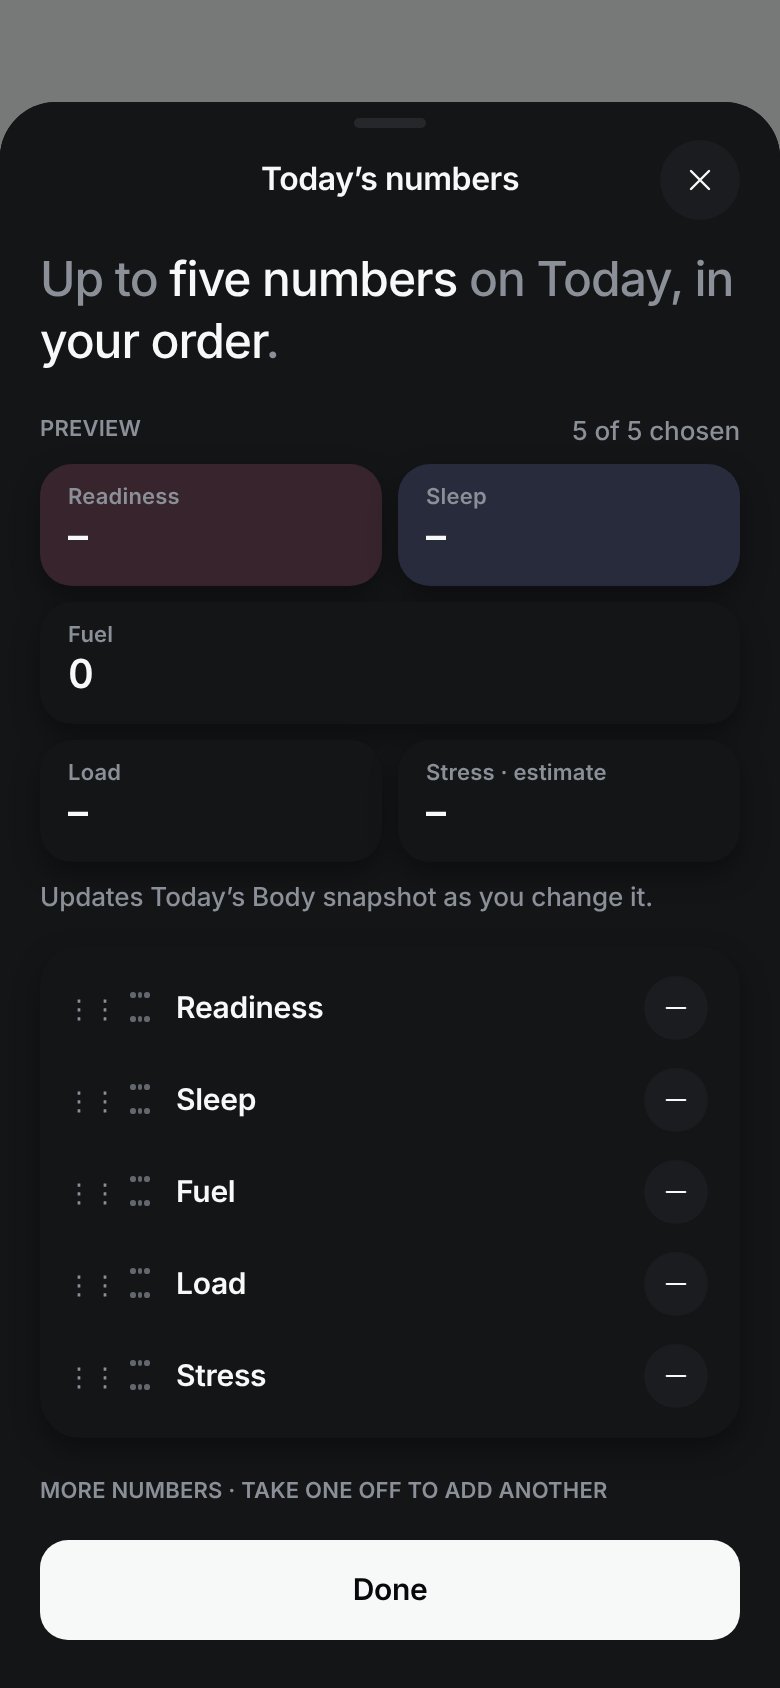 Today’s numbers
Up to five numbers on Today, in
your order.
PREVIEW
5 of 5 chosen
Readiness
–
Sleep
–
Fuel
0
Load
–
Stress · estimate
–
Updates Today’s Body snapshot as you change it.
Readiness
Sleep
Fuel
Load
Stress
MORE NUMBERS · TAKE ONE OFF TO ADD ANOTHER
Done